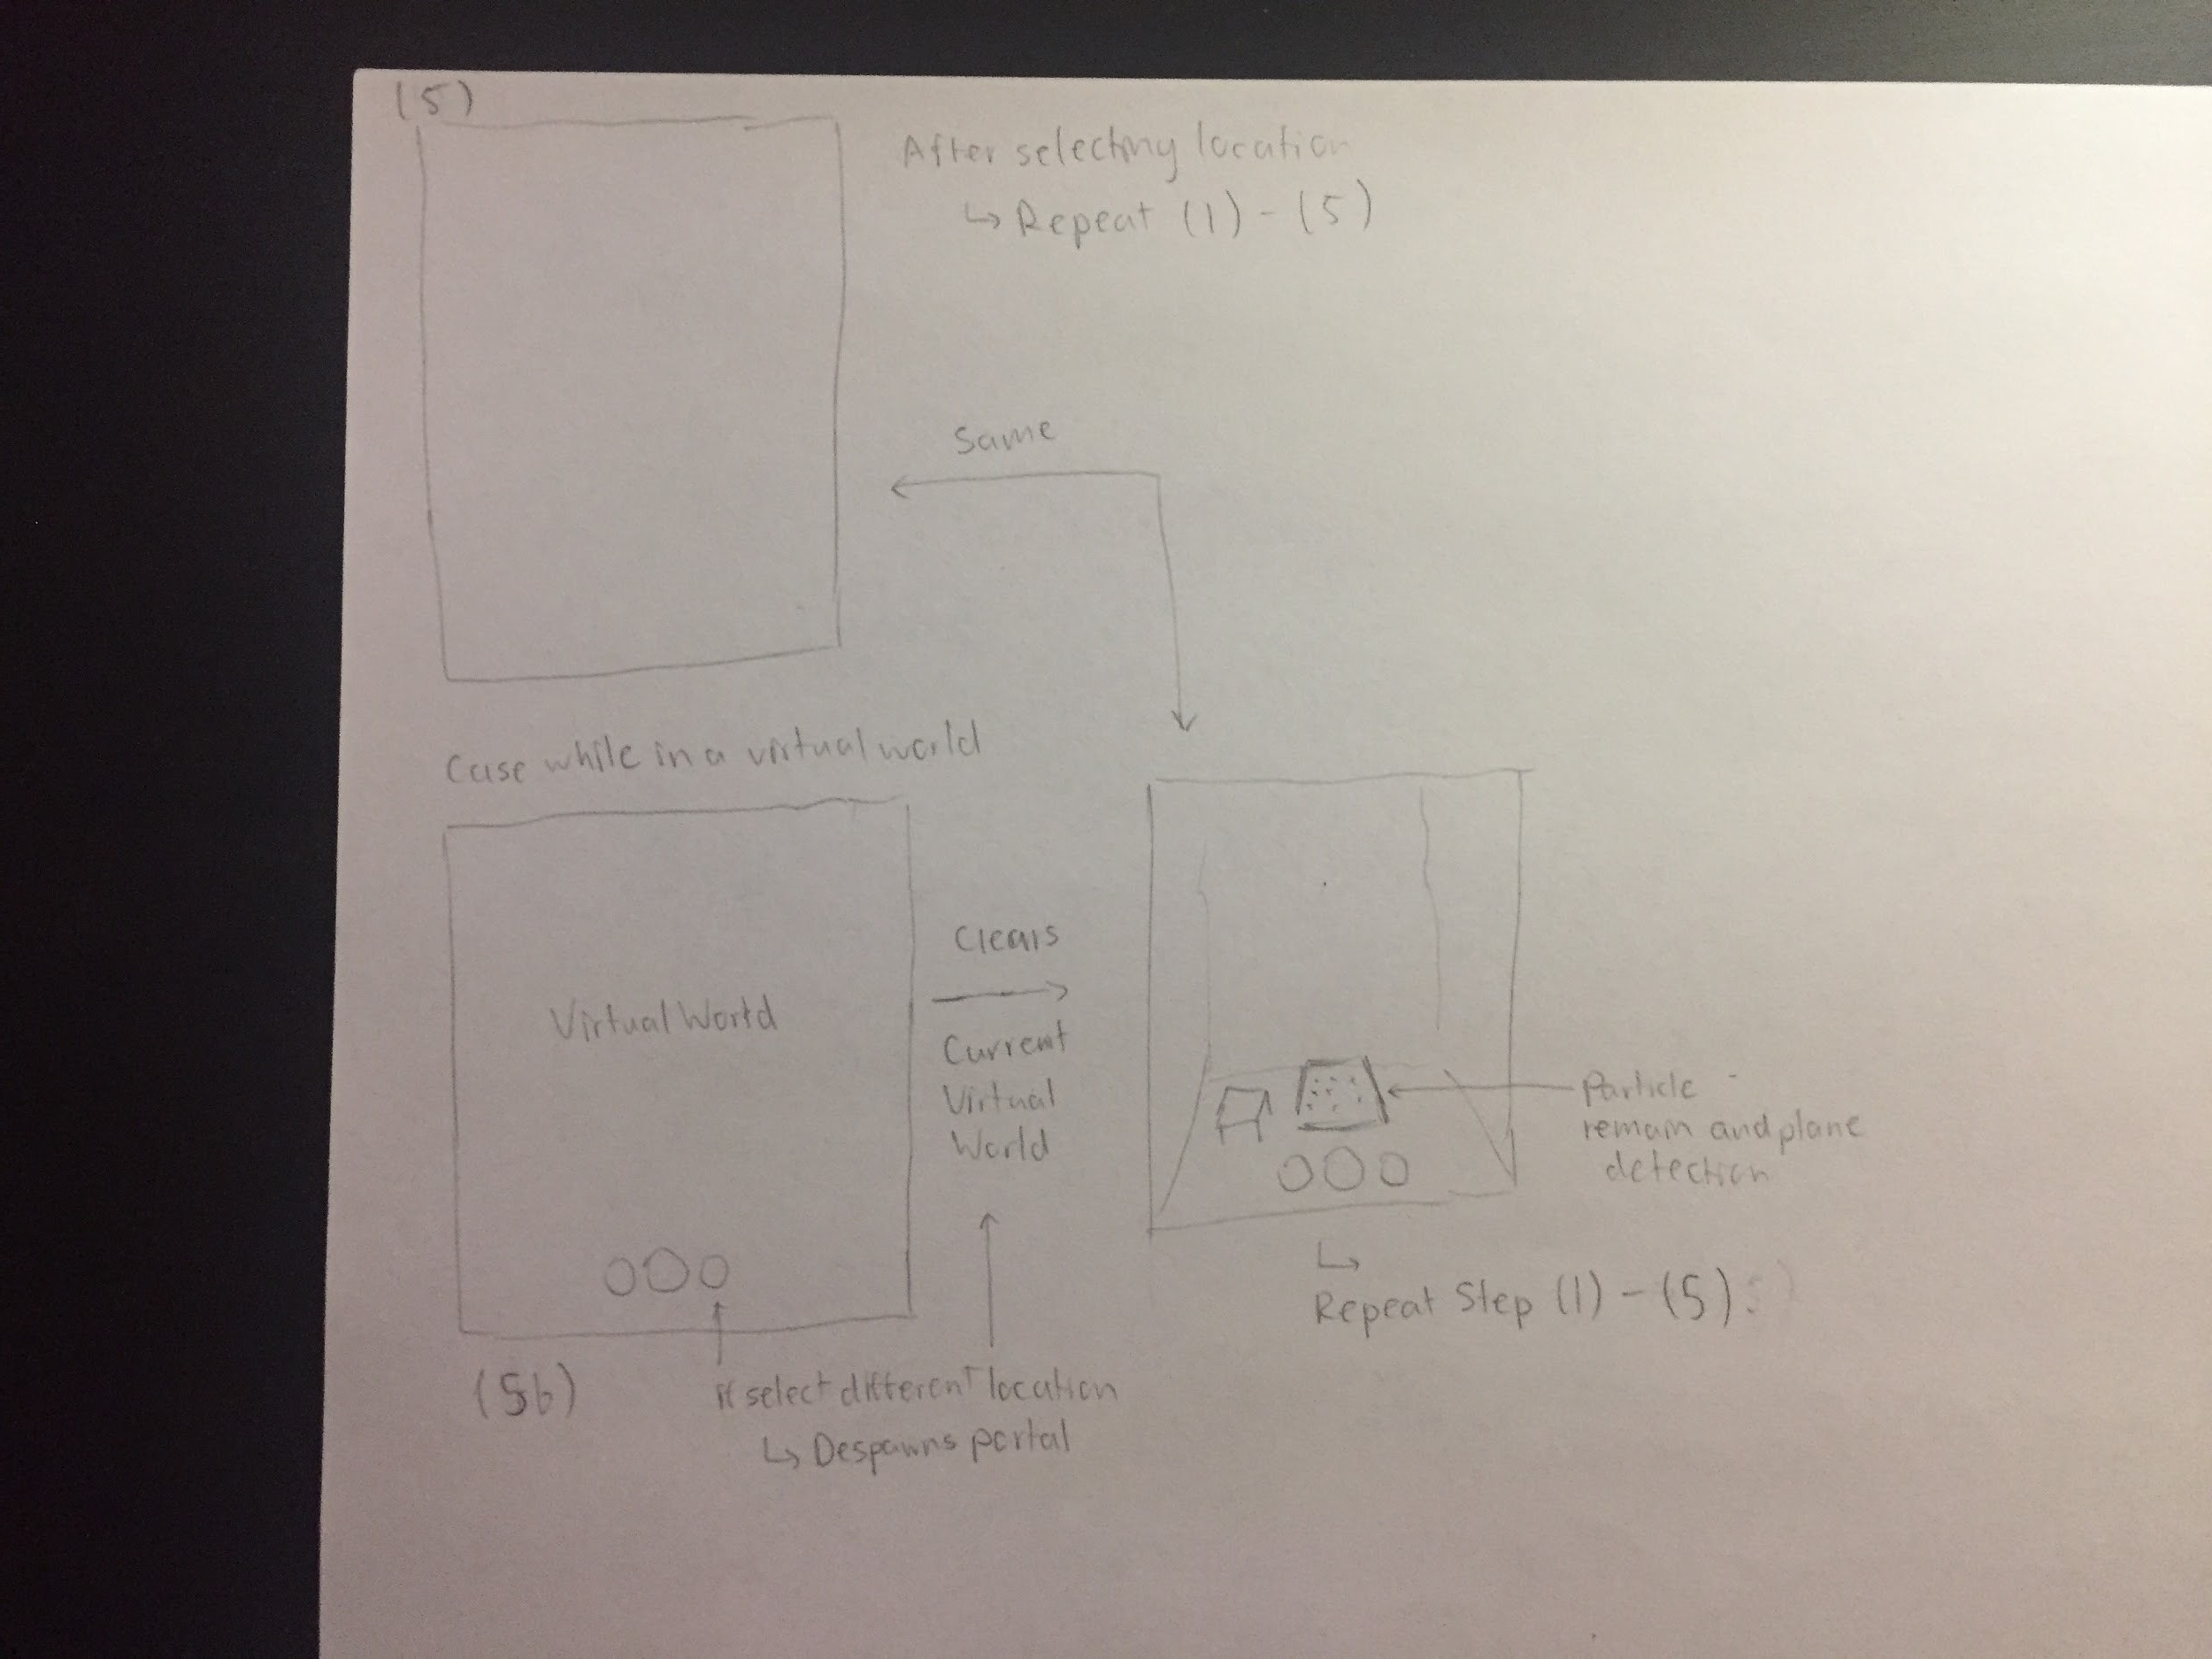 (5)
After selecting location
↳ Repeat (1) - (5)
Same
Case while in a virtual world
Virtual World
Clears
Current
Virtual
World
Particle
remain and plane
detection
↳
Repeat Step (1) - (5)
(5b)
if select different location
↳ Despawns portal